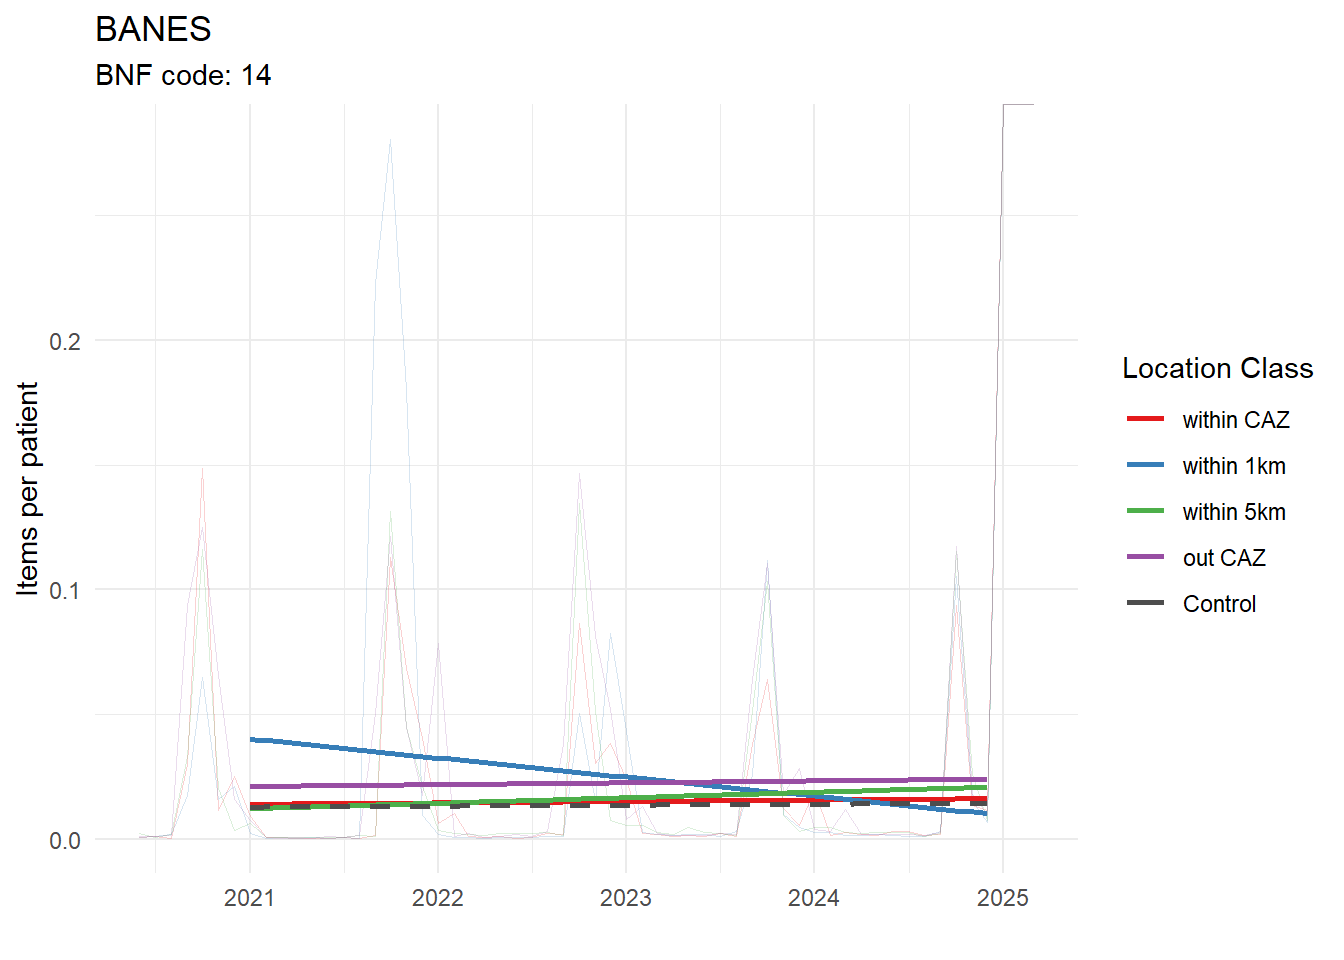 BANES
BNF code: 14
Items per patient
0.2
0.1
0.0
2021
2022
2023
2024
2025
Location Class
within CAZ
within 1km
within 5km
out CAZ
Control